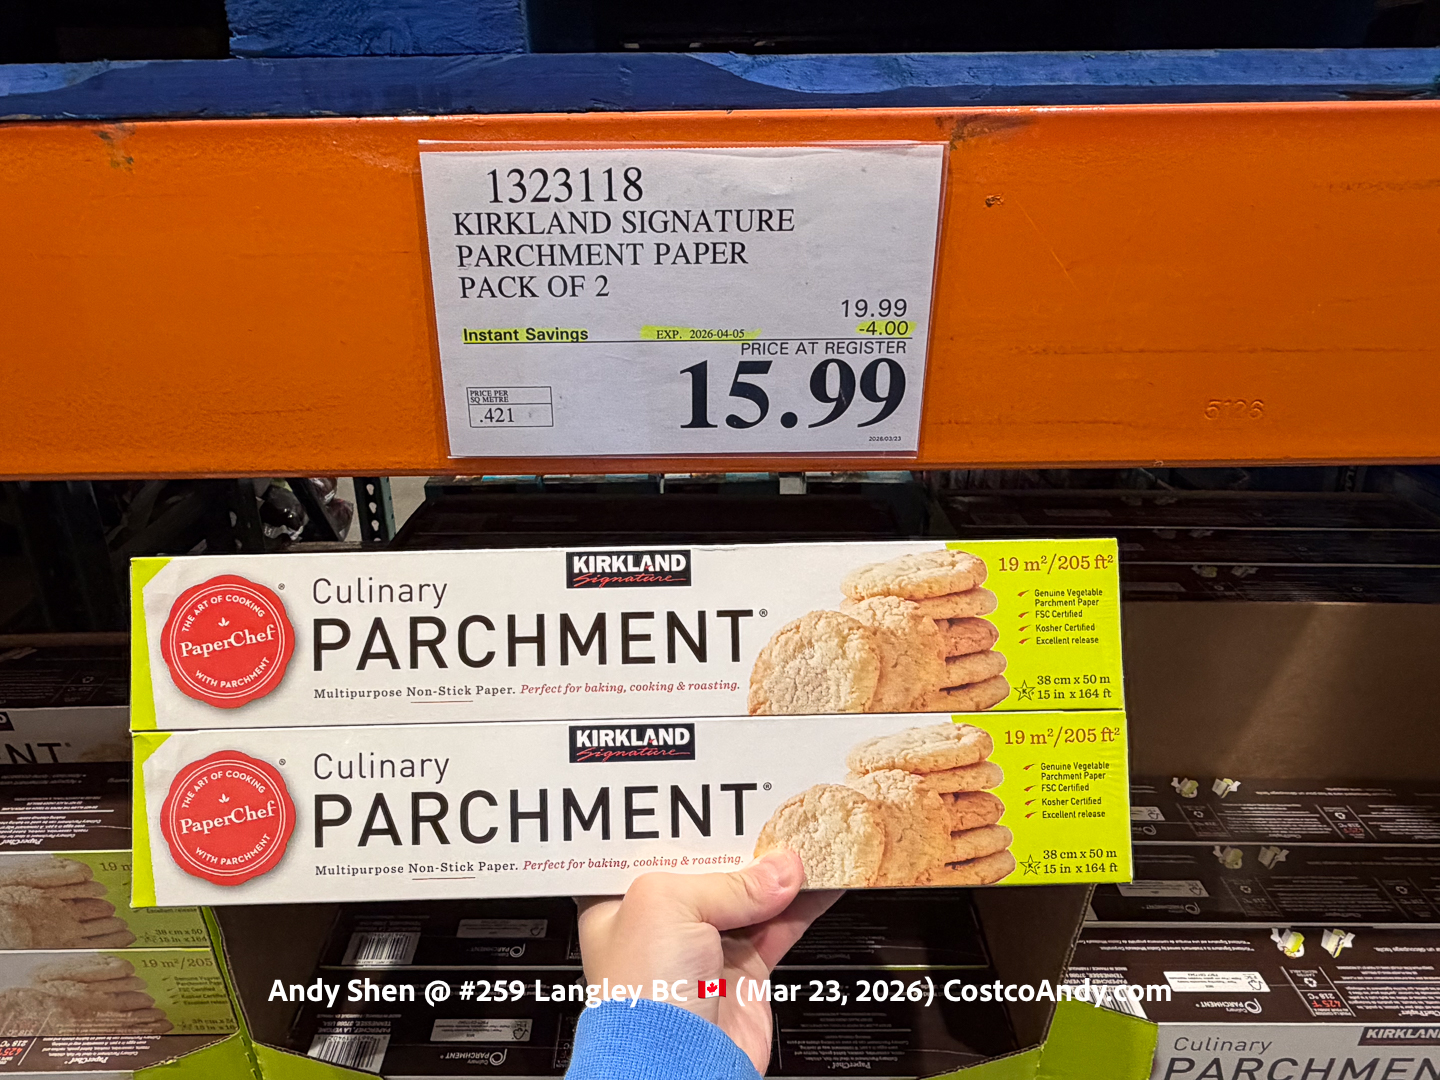 1323118
KIRKLAND SIGNATURE
PARCHMENT PAPER
PACK OF 2
19.99
Instant Savings EXP. 2026-04-05 -4.00
PRICE AT REGISTER
15.99
PRICE PER
SQ METRE
.421
2026/03/23
5126
KIRKLAND
Signature
THE ART OF COOKING
PaperChef
WITH PARCHMENT
®
Culinary
PARCHMENT®
Multipurpose Non-Stick Paper. Perfect for baking, cooking & roasting.
19 m²/205 ft²
Genuine Vegetable
Parchment Paper
FSC Certified
Kosher Certified
Excellent release
K
38 cm x 50 m
15 in x 164 ft
KIRKLAND
Signature
THE ART OF COOKING
PaperChef
WITH PARCHMENT
®
Culinary
PARCHMENT®
Multipurpose Non-Stick Paper. Perfect for baking, cooking & roasting.
19 m²/205 ft²
Genuine Vegetable
Parchment Paper
FSC Certified
Kosher Certified
Excellent release
K
38 cm x 50 m
15 in x 164 ft
Andy Shen @ #259 Langley BC 🇨🇦 (Mar 23, 2026) CostcoAndy.com
KIRKLAND
Culinary
PARCHMEN